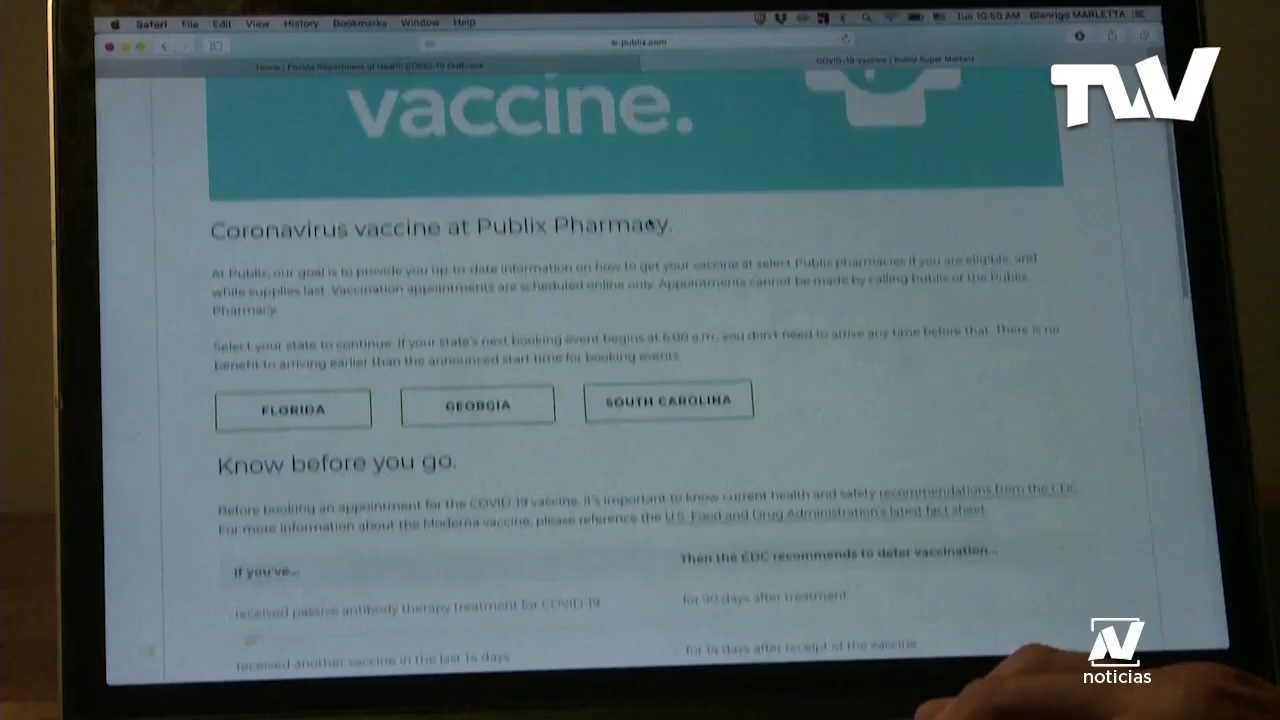 Safari File Edit View History Bookmarks Window Help Tue 10:50 AM Gianrigo MARLETTA
publix.com
Home | Florida Department of Health COVID-19 Outbreak COVID-19 Vaccine | Publix Super Markets
TVV
vaccine.
Coronavirus vaccine at Publix Pharmacy.
At Publix, our goal is to provide you up-to-date information on how to get your vaccine at select Publix pharmacies if you are eligible, and
while supplies last. Vaccination appointments are scheduled online only. Appointments cannot be made by calling Publix or the Publix
Pharmacy.
Select your state to continue. If your state's next booking event begins at 6:00 a.m., you don't need to arrive any time before that. There is no
benefit to arriving earlier than the announced start time for booking events.
FLORIDA GEORGIA SOUTH CAROLINA
Know before you go.
Before booking an appointment for the COVID-19 vaccine, it's important to know current health and safety recommendations from the CDC.
For more information about the Moderna vaccine, please reference the U.S. Food and Drug Administration's latest fact sheet.
If you've... Then the CDC recommends to defer vaccination...
received passive antibody therapy treatment for COVID-19 for 90 days after treatment
received another vaccine in the last 14 days for 14 days after receipt of the vaccine
N
noticias